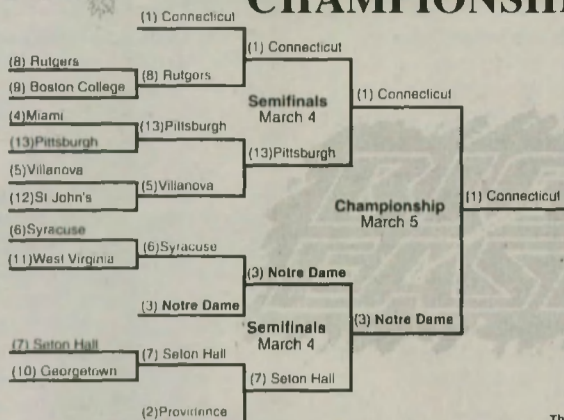 CHAMPIONSHI
(1) Connecticut
(8) Rutgers
(9) Boston College
(8) Rutgors
(1) Connecticut
(4)Miami
(13)Pittsburgh
(13)Pittsburgh
(5)Villanova
(12)St John's
(5)Villanova
(13)Pittsburgh
Semifinals
March 4
(1) Connecticut
(6)Syracuse
(11)West Virginia
(6)Syracuse
(3) Notre Dame
(3) Notre Dame
(7) Seton Hall
(10) Georgetown
(7) Seton Hall
(2)Providence
(7) Seton Hall
Semifinals
March 4
(3) Notre Dame
Championship
March 5
(1) Connecticut
Th